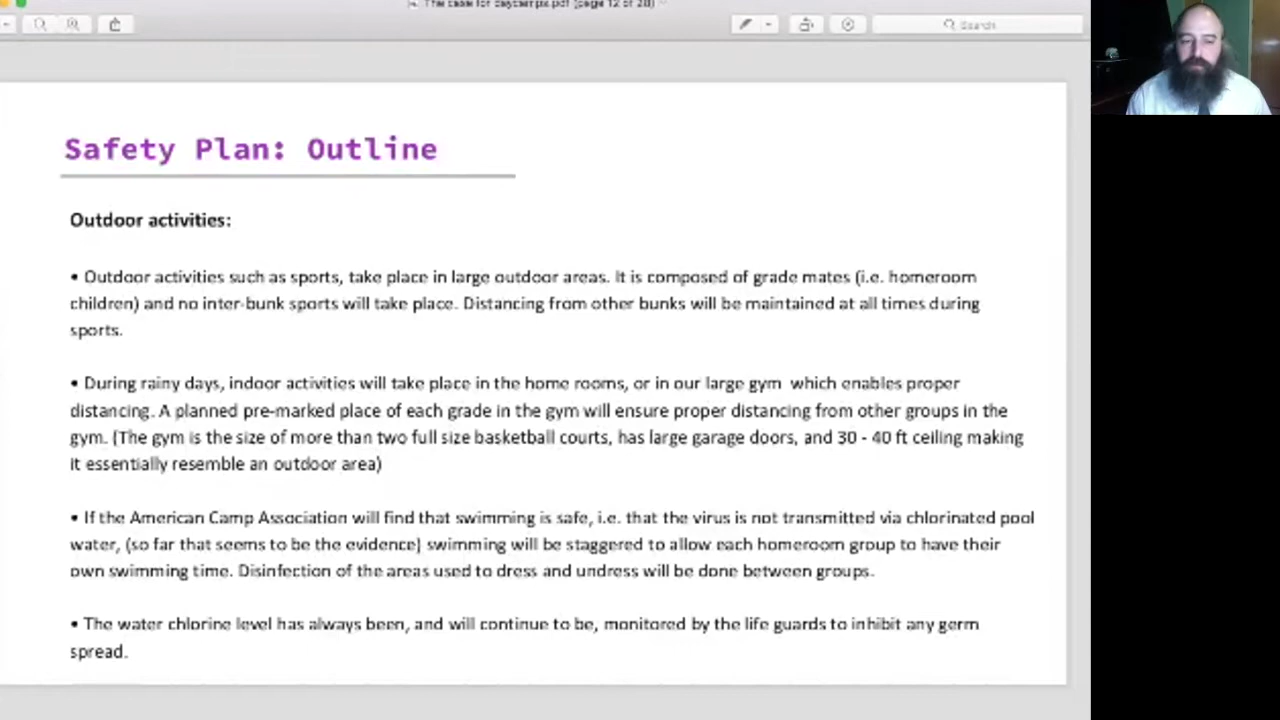 The case for daycamps.pdf (page 12 of 28)
Search
Safety Plan: Outline
Outdoor activities:
• Outdoor activities such as sports, take place in large outdoor areas. It is composed of grade mates (i.e. homeroom
children) and no inter-bunk sports will take place. Distancing from other bunks will be maintained at all times during
sports.
• During rainy days, indoor activities will take place in the home rooms, or in our large gym which enables proper
distancing. A planned pre-marked place of each grade in the gym will ensure proper distancing from other groups in the
gym. (The gym is the size of more than two full size basketball courts, has large garage doors, and 30 - 40 ft ceiling making
it essentially resemble an outdoor area)
• If the American Camp Association will find that swimming is safe, i.e. that the virus is not transmitted via chlorinated pool
water, (so far that seems to be the evidence) swimming will be staggered to allow each homeroom group to have their
own swimming time. Disinfection of the areas used to dress and undress will be done between groups.
• The water chlorine level has always been, and will continue to be, monitored by the life guards to inhibit any germ
spread.